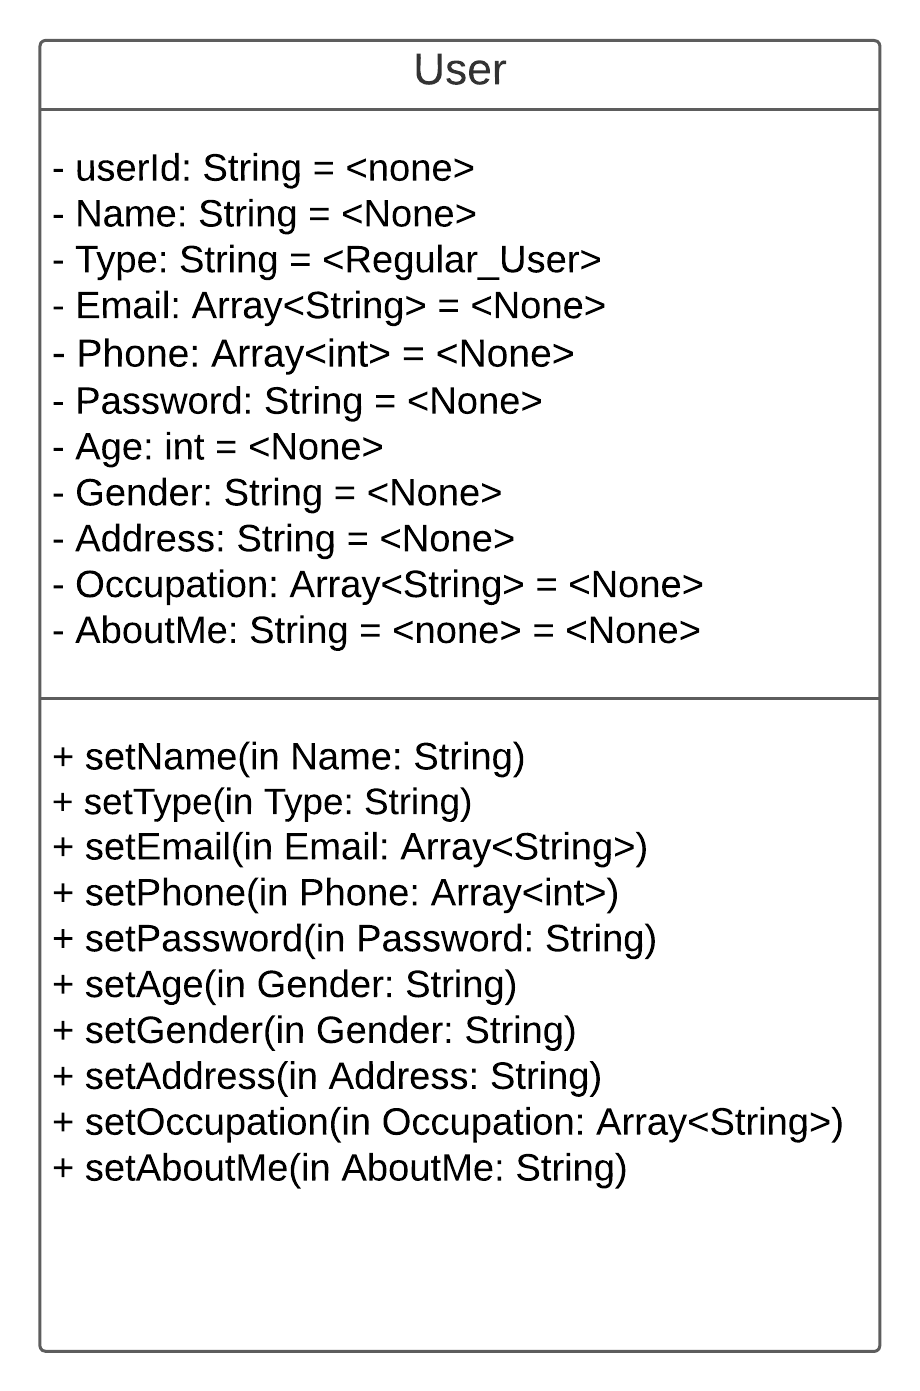 User
- userId: String = <none>
- Name: String = <None>
- Type: String = <Regular_User>
- Email: Array<String> = <None>
- Phone: Array<int> = <None>
- Password: String = <None>
- Age: int = <None>
- Gender: String = <None>
- Address: String = <None>
- Occupation: Array<String> = <None>
- AboutMe: String = <none> = <None>
+ setName(in Name: String)
+ setType(in Type: String)
+ setEmail(in Email: Array<String>)
+ setPhone(in Phone: Array<int>)
+ setPassword(in Password: String)
+ setAge(in Gender: String)
+ setGender(in Gender: String)
+ setAddress(in Address: String)
+ setOccupation(in Occupation: Array<String>)
+ setAboutMe(in AboutMe: String)